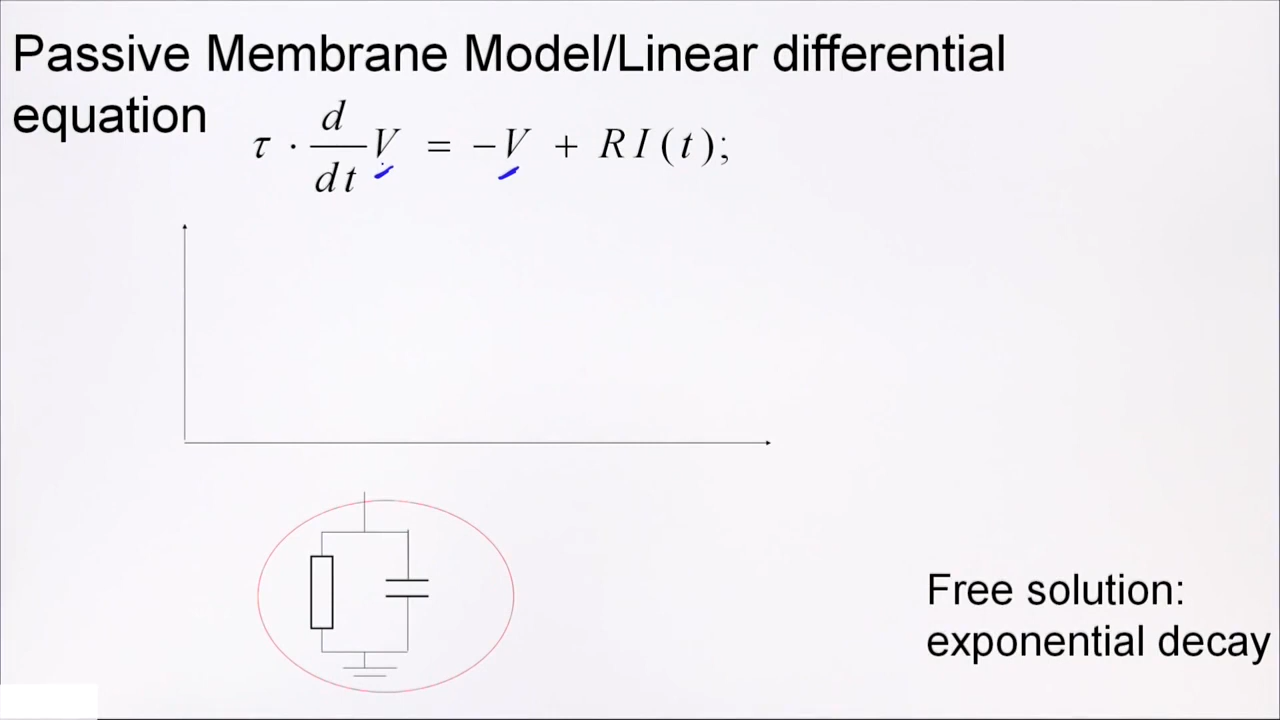 Passive Membrane Model/Linear differential
equation
τ · d/dt V = −V + RI(t);
Free solution:
exponential decay